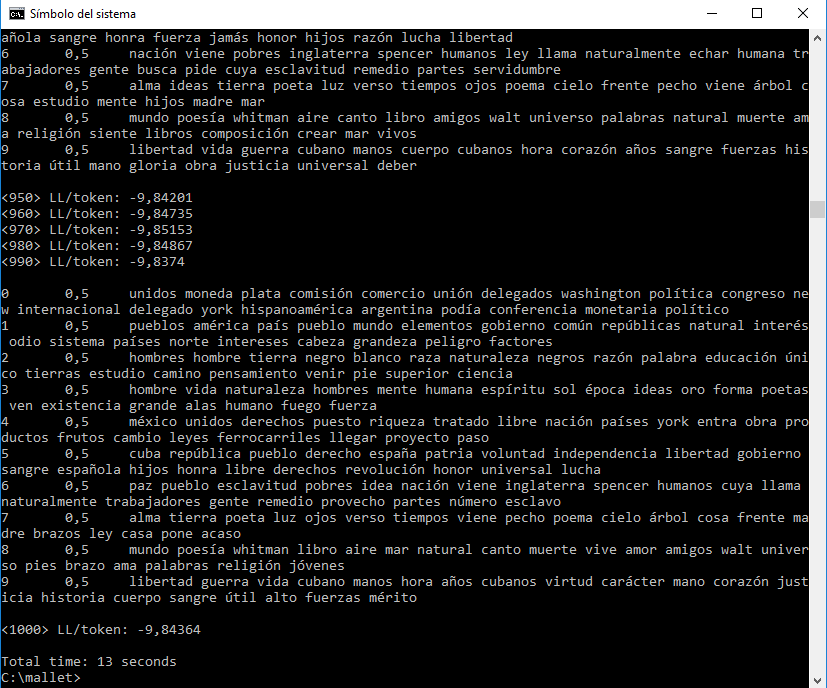 Símbolo del sistema
añola sangre honra fuerza jamás honor hijos razón lucha libertad
6       0,5     nación viene pobres inglaterra spencer humanos ley llama naturalmente echar humana tr
abajadores gente busca pide cuya esclavitud remedio partes servidumbre
7       0,5     alma ideas tierra poeta luz verso tiempos ojos poema cielo frente pecho viene árbol c
osa estudio mente hijos madre mar
8       0,5     mundo poesía whitman aire canto libro amigos walt universo palabras natural muerte am
a religión siente libros composición crear mar vivos
9       0,5     libertad vida guerra cubano manos cuerpo cubanos hora corazón años sangre fuerzas his
toria útil mano gloria obra justicia universal deber
<950> LL/token: -9,84201
<960> LL/token: -9,84735
<970> LL/token: -9,85153
<980> LL/token: -9,84867
<990> LL/token: -9,8374
0       0,5     unidos moneda plata comisión comercio unión delegados washington política congreso ne
w internacional delegado york hispanoamérica argentina podía conferencia monetaria político
1       0,5     pueblos américa país pueblo mundo elementos gobierno común repúblicas natural interés
 odio sistema países norte intereses cabeza grandeza peligro factores
2       0,5     hombres hombre tierra negro blanco raza naturaleza negros razón palabra educación úni
co tierras estudio camino pensamiento venir pie superior ciencia
3       0,5     hombre vida naturaleza hombres mente humana espíritu sol época ideas oro forma poetas
 ven existencia grande alas humano fuego fuerza
4       0,5     méxico unidos derechos puesto riqueza tratado libre nación países york entra obra pro
ductos frutos cambio leyes ferrocarriles llegar proyecto paso
5       0,5     cuba república pueblo derecho españa patria voluntad independencia libertad gobierno
sangre española hijos honra libre derechos revolución honor universal lucha
6       0,5     paz pueblo esclavitud pobres idea nación viene inglaterra spencer humanos cuya llama
naturalmente trabajadores gente remedio provecho partes número esclavo
7       0,5     alma tierra poeta luz ojos verso tiempos viene pecho poema cielo árbol cosa frente ma
dre brazos ley casa pone acaso
8       0,5     mundo poesía whitman libro aire mar natural canto muerte vive amor amigos walt univer
so pies brazo ama palabras religión jóvenes
9       0,5     libertad guerra vida cubano manos hora años cubanos virtud carácter mano corazón just
icia historia cuerpo sangre útil alto fuerzas mérito
<1000> LL/token: -9,84364
Total time: 13 seconds
C:\mallet>